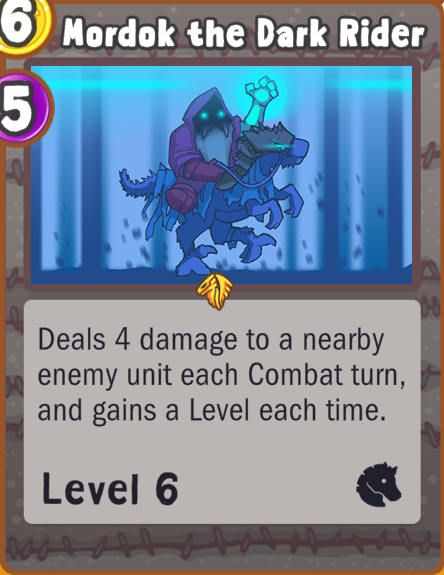 6
Mordok the Dark Rider
5
Deals 4 damage to a nearby
enemy unit each Combat turn,
and gains a Level each time.
Level 6